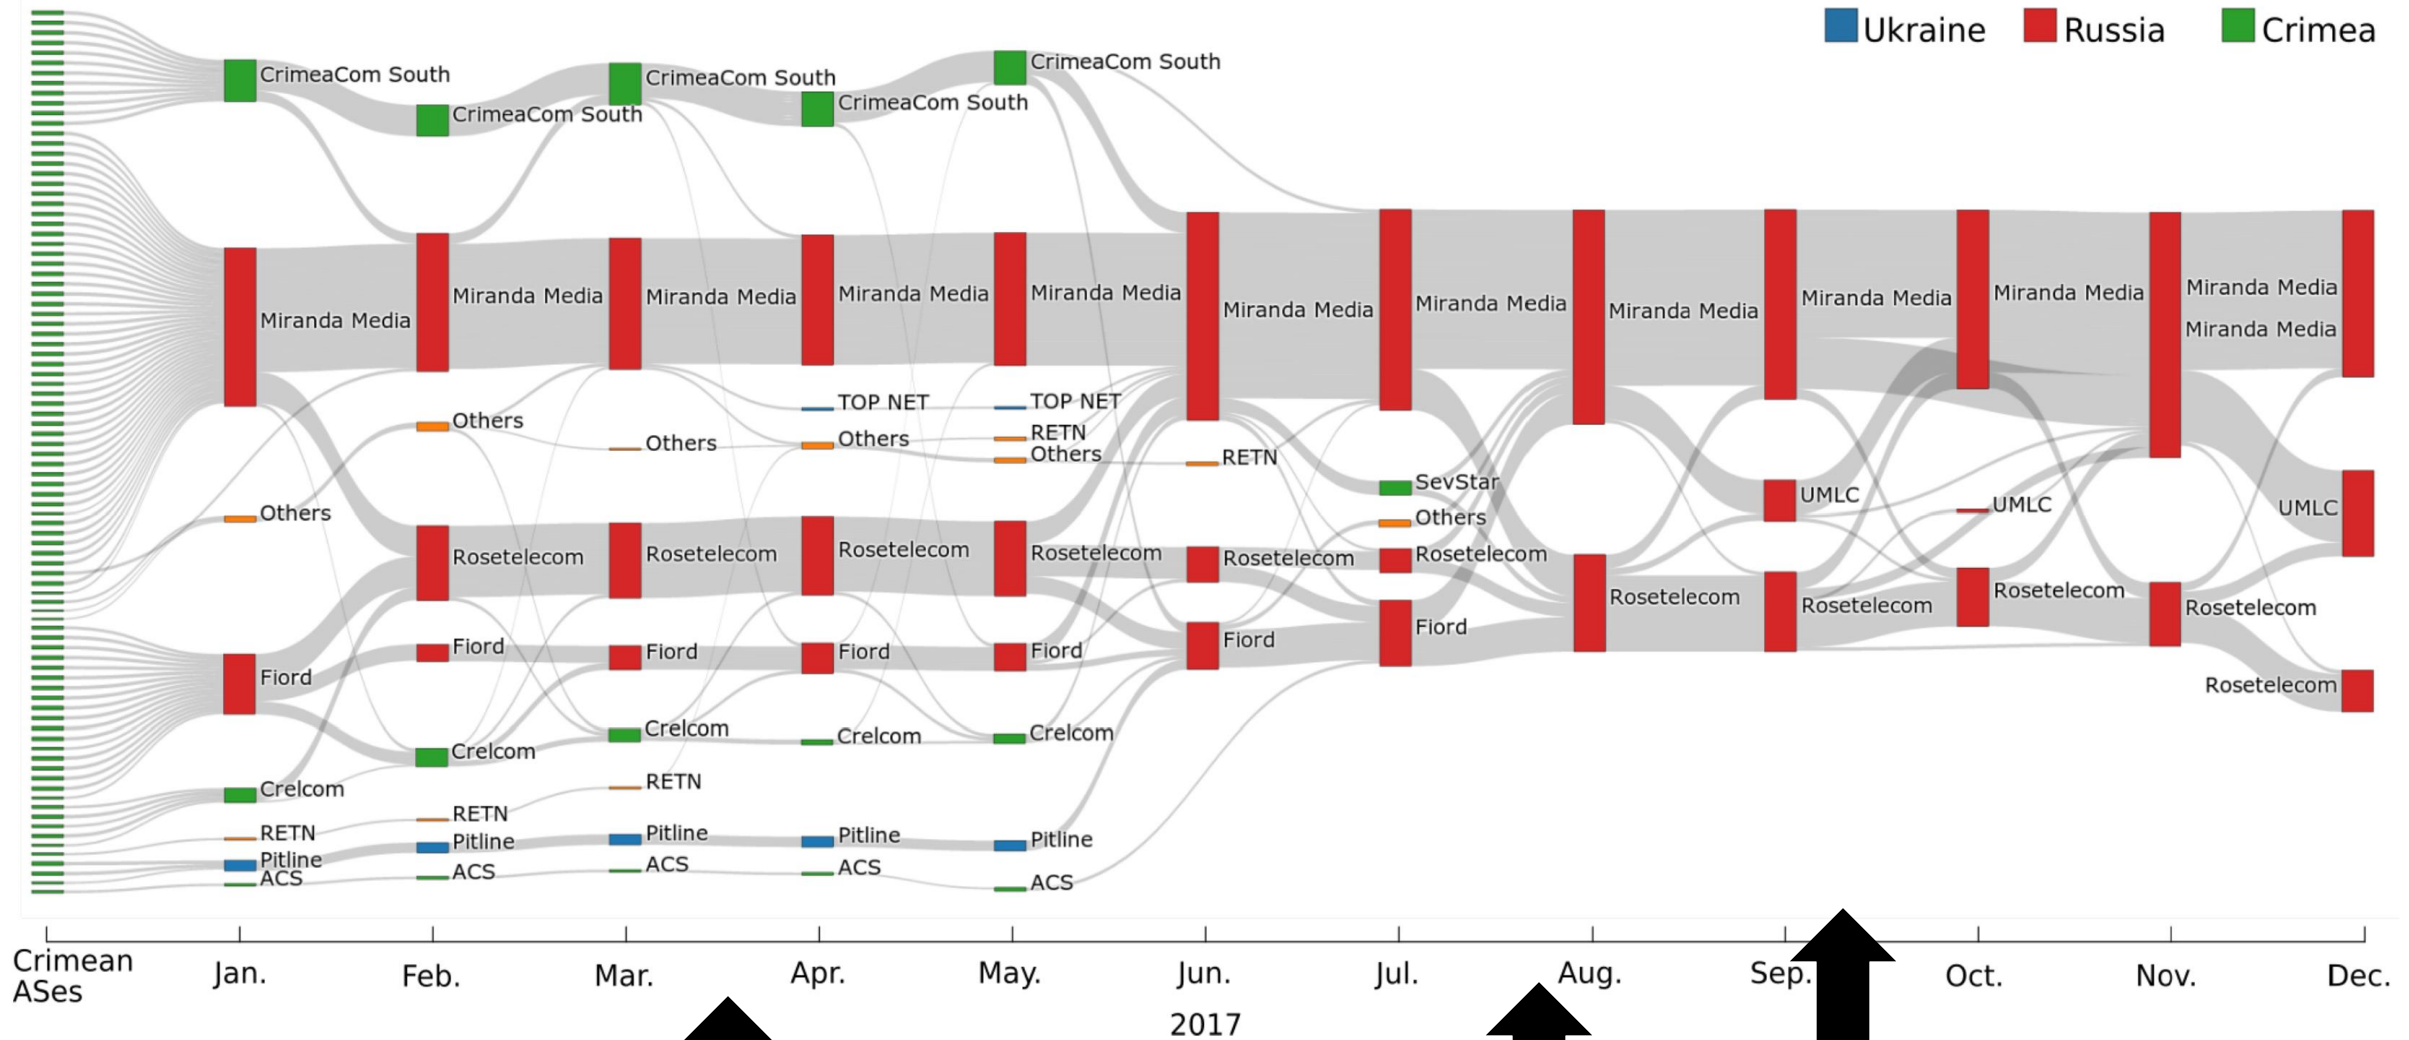 Ukraine Russia Crimea
CrimeaCom South
CrimeaCom South
CrimeaCom South
CrimeaCom South
CrimeaCom South
Miranda Media
Miranda Media
Miranda Media
Miranda Media
Miranda Media
Miranda Media
Miranda Media
Miranda Media
Miranda Media
Miranda Media
Miranda Media
Miranda Media
TOP NET
TOP NET
RETN
Others
Others
Others
Others
RETN
Others
SevStar
Others
UMLC
UMLC
UMLC
Rosetelecom
Rosetelecom
Rosetelecom
Rosetelecom
Rosetelecom
Rosetelecom
Rosetelecom
Rosetelecom
Rosetelecom
Rosetelecom
Rosetelecom
Fiord
Fiord
Fiord
Fiord
Fiord
Fiord
Fiord
Crelcom
Crelcom
Crelcom
Crelcom
Crelcom
RETN
RETN
RETN
Pitline
Pitline
Pitline
Pitline
Pitline
ACS
ACS
ACS
ACS
ACS
Crimean
ASes
Jan. Feb. Mar. Apr. May. Jun. Jul. Aug. Sep. Oct. Nov. Dec.
2017